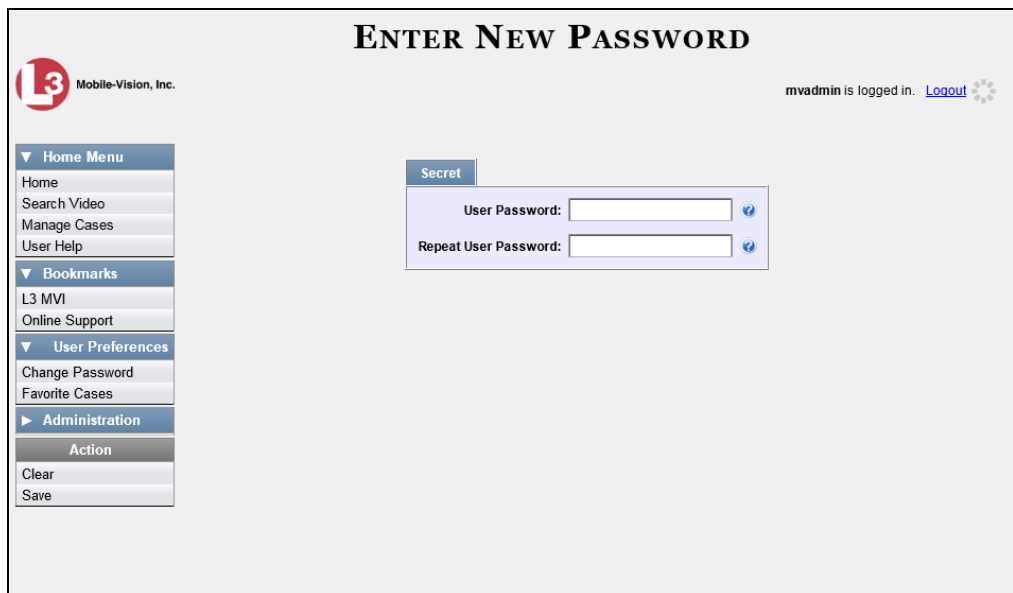 ENTER NEW PASSWORD
L3 Mobile-Vision, Inc.
mvadmin is logged in. Logout
Home Menu
Home
Search Video
Manage Cases
User Help
Bookmarks
L3 MVI
Online Support
User Preferences
Change Password
Favorite Cases
Administration
Action
Clear
Save
Secret
User Password: ?
Repeat User Password: ?